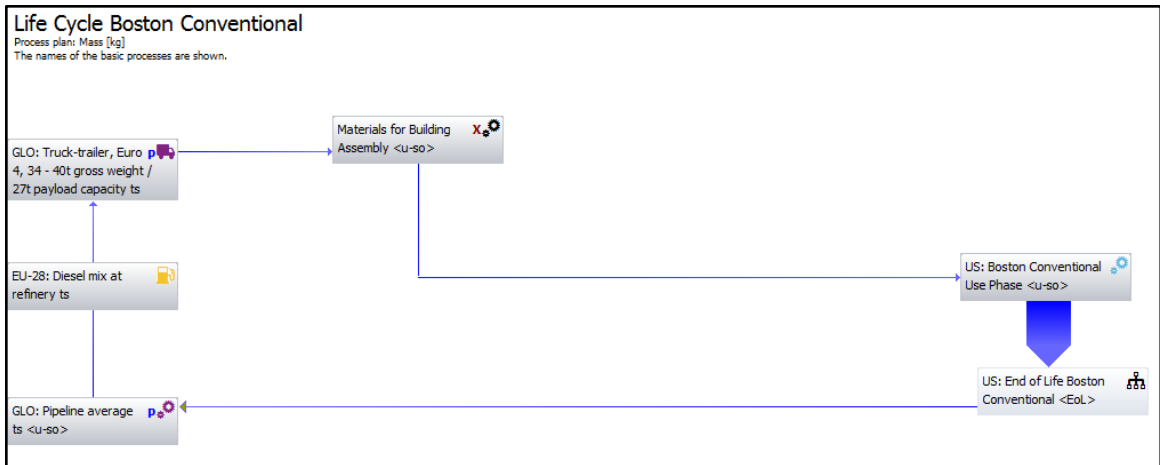 Life Cycle Boston Conventional
Process plan: Mass [kg]
The names of the basic processes are shown.
Materials for Building
Assembly <u-so>
X
GLO: Truck-trailer, Euro
4, 34 - 40t gross weight /
27t payload capacity ts
p
EU-28: Diesel mix at
refinery ts
US: Boston Conventional
Use Phase <u-so>
US: End of Life Boston
Conventional <EoL>
GLO: Pipeline average
ts <u-so>
p